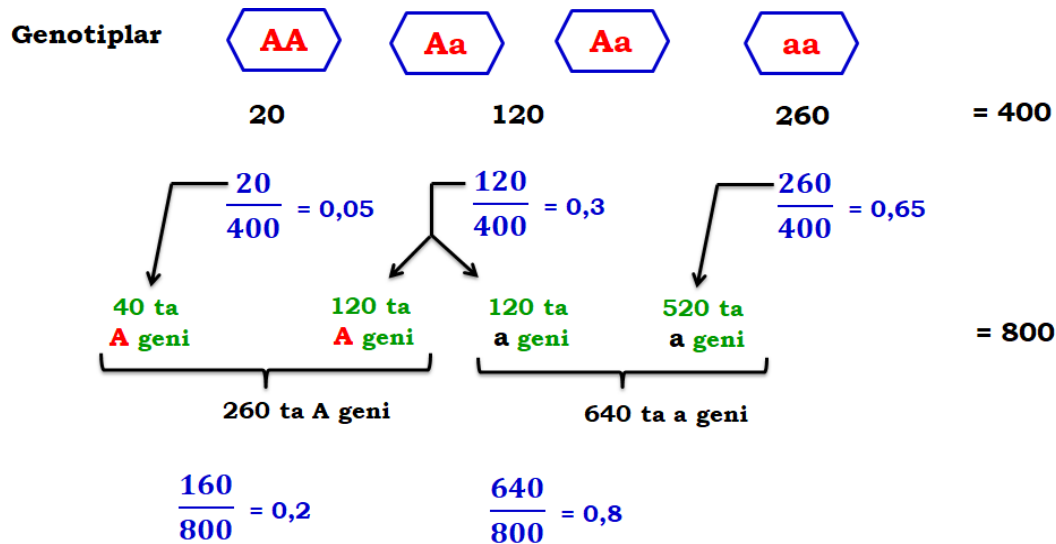 Genotiplar AA Aa Aa aa
20 120 260 = 400
20/400 = 0,05 120/400 = 0,3 260/400 = 0,65
40 ta 120 ta 120 ta 520 ta
A geni A geni a geni a geni = 800
260 ta A geni 640 ta a geni
160/800 = 0,2 640/800 = 0,8